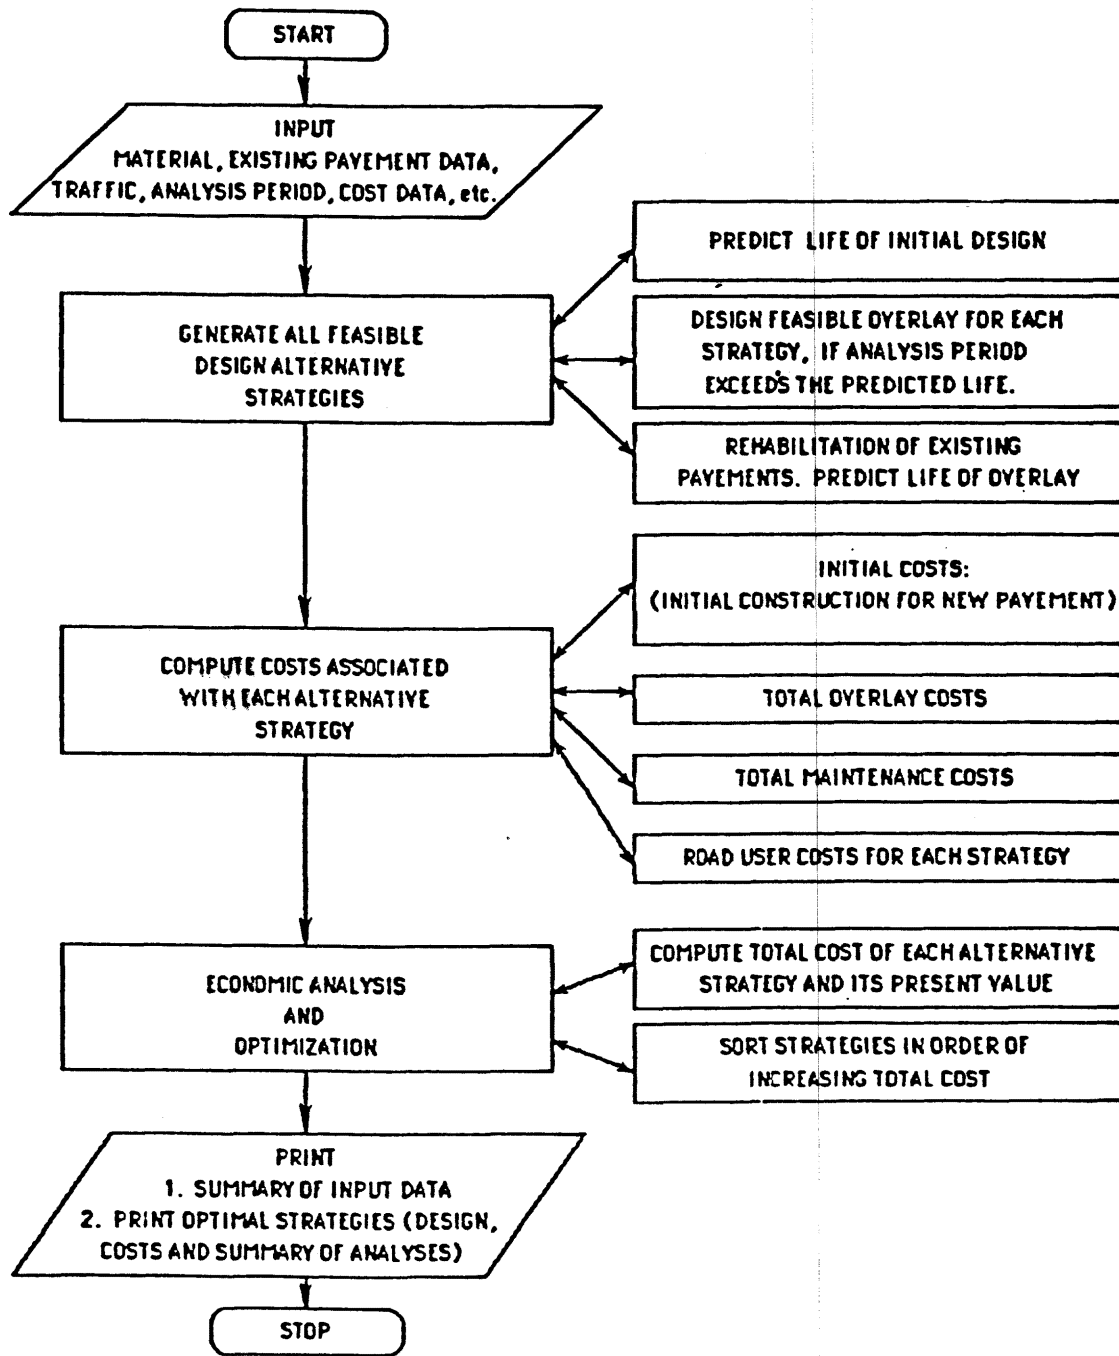 START
INPUT
MATERIAL, EXISTING PAVEMENT DATA,
TRAFFIC, ANALYSIS PERIOD, COST DATA, etc.
PREDICT LIFE OF INITIAL DESIGN
GENERATE ALL FEASIBLE
DESIGN ALTERNATIVE
STRATEGIES
DESIGN FEASIBLE OVERLAY FOR EACH
STRATEGY, IF ANALYSIS PERIOD
EXCEEDS THE PREDICTED LIFE.
REHABILITATION OF EXISTING
PAVEMENTS. PREDICT LIFE OF OVERLAY
INITIAL COSTS:
(INITIAL CONSTRUCTION FOR NEW PAVEMENT)
COMPUTE COSTS ASSOCIATED
WITH EACH ALTERNATIVE
STRATEGY
TOTAL OVERLAY COSTS
TOTAL MAINTENANCE COSTS
ROAD USER COSTS FOR EACH STRATEGY
ECONOMIC ANALYSIS
AND
OPTIMIZATION
COMPUTE TOTAL COST OF EACH ALTERNATIVE
STRATEGY AND ITS PRESENT VALUE
SORT STRATEGIES IN ORDER OF
INCREASING TOTAL COST
PRINT
1. SUMMARY OF INPUT DATA
2. PRINT OPTIMAL STRATEGIES (DESIGN,
COSTS AND SUMMARY OF ANALYSES)
STOP